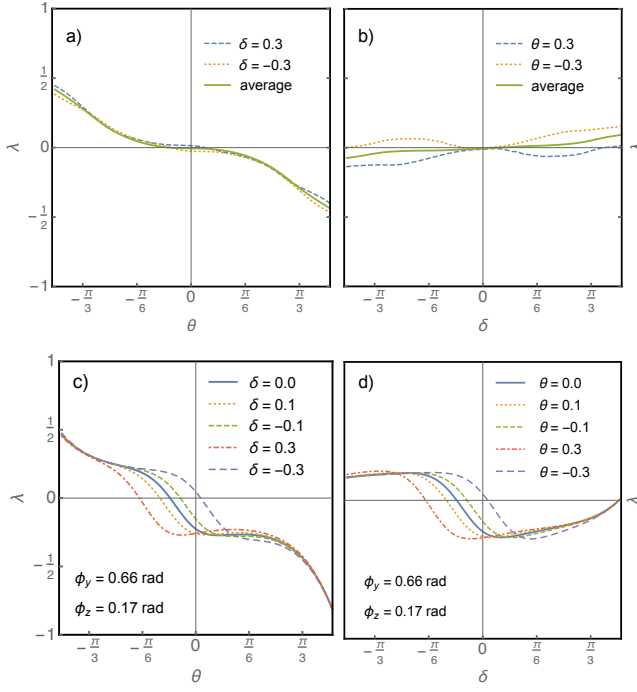 1
a)
δ = 0.3
δ = −0.3
average
1/2
λ
0
−1/2
−1
−π/3
−π/6
0
π/6
π/3
θ
b)
θ = 0.3
θ = −0.3
average
λ
−π/3
−π/6
0
π/6
π/3
δ
1
c)
δ = 0.0
δ = 0.1
δ = −0.1
δ = 0.3
δ = −0.3
1/2
λ
0
−1/2
−1
ϕy = 0.66 rad
ϕz = 0.17 rad
−π/3
−π/6
0
π/6
π/3
θ
d)
θ = 0.0
θ = 0.1
θ = −0.1
θ = 0.3
θ = −0.3
λ
ϕy = 0.66 rad
ϕz = 0.17 rad
−π/3
−π/6
0
π/6
π/3
δ